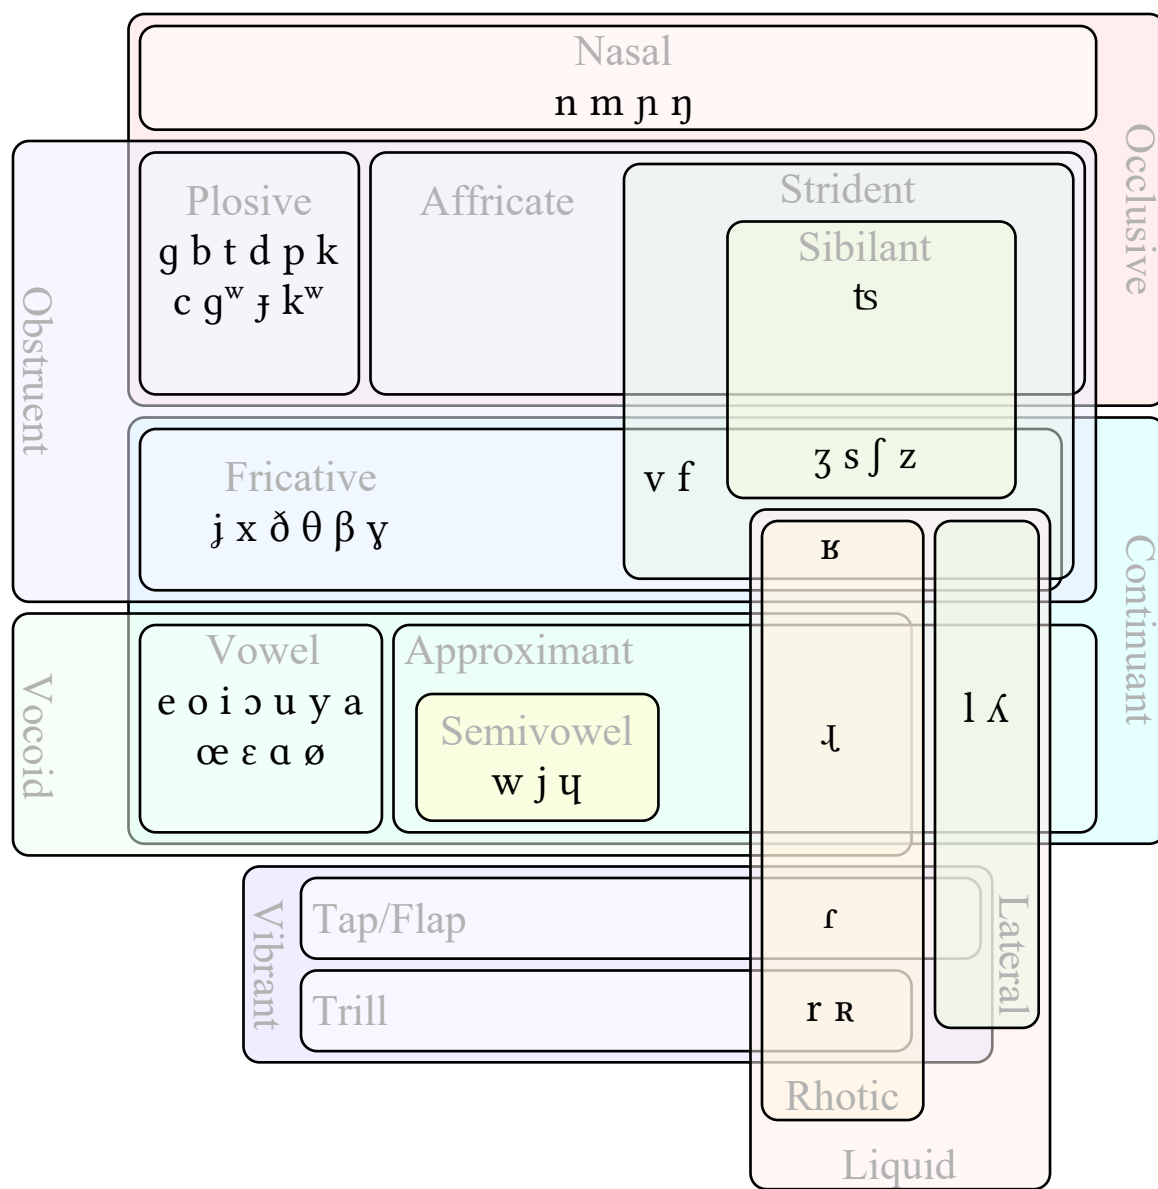 Nasal
n m ɲ ŋ
Occlusive
Obstruent
Plosive
ɡ b t d p k
c ɡʷ ɟ kʷ
Affricate
Strident
Sibilant
ʦ
Fricative
ʝ x ð θ β ɣ
v f
ʒ s ʃ z
Continuant
ʁ
Vocoid
Vowel
e o i ɔ u y a
œ ɛ ɑ ø
Approximant
Semivowel
w j ɥ
ɻ
l ʎ
Vibrant
Tap/Flap
ɾ
Trill
r ʀ
Lateral
Rhotic
Liquid